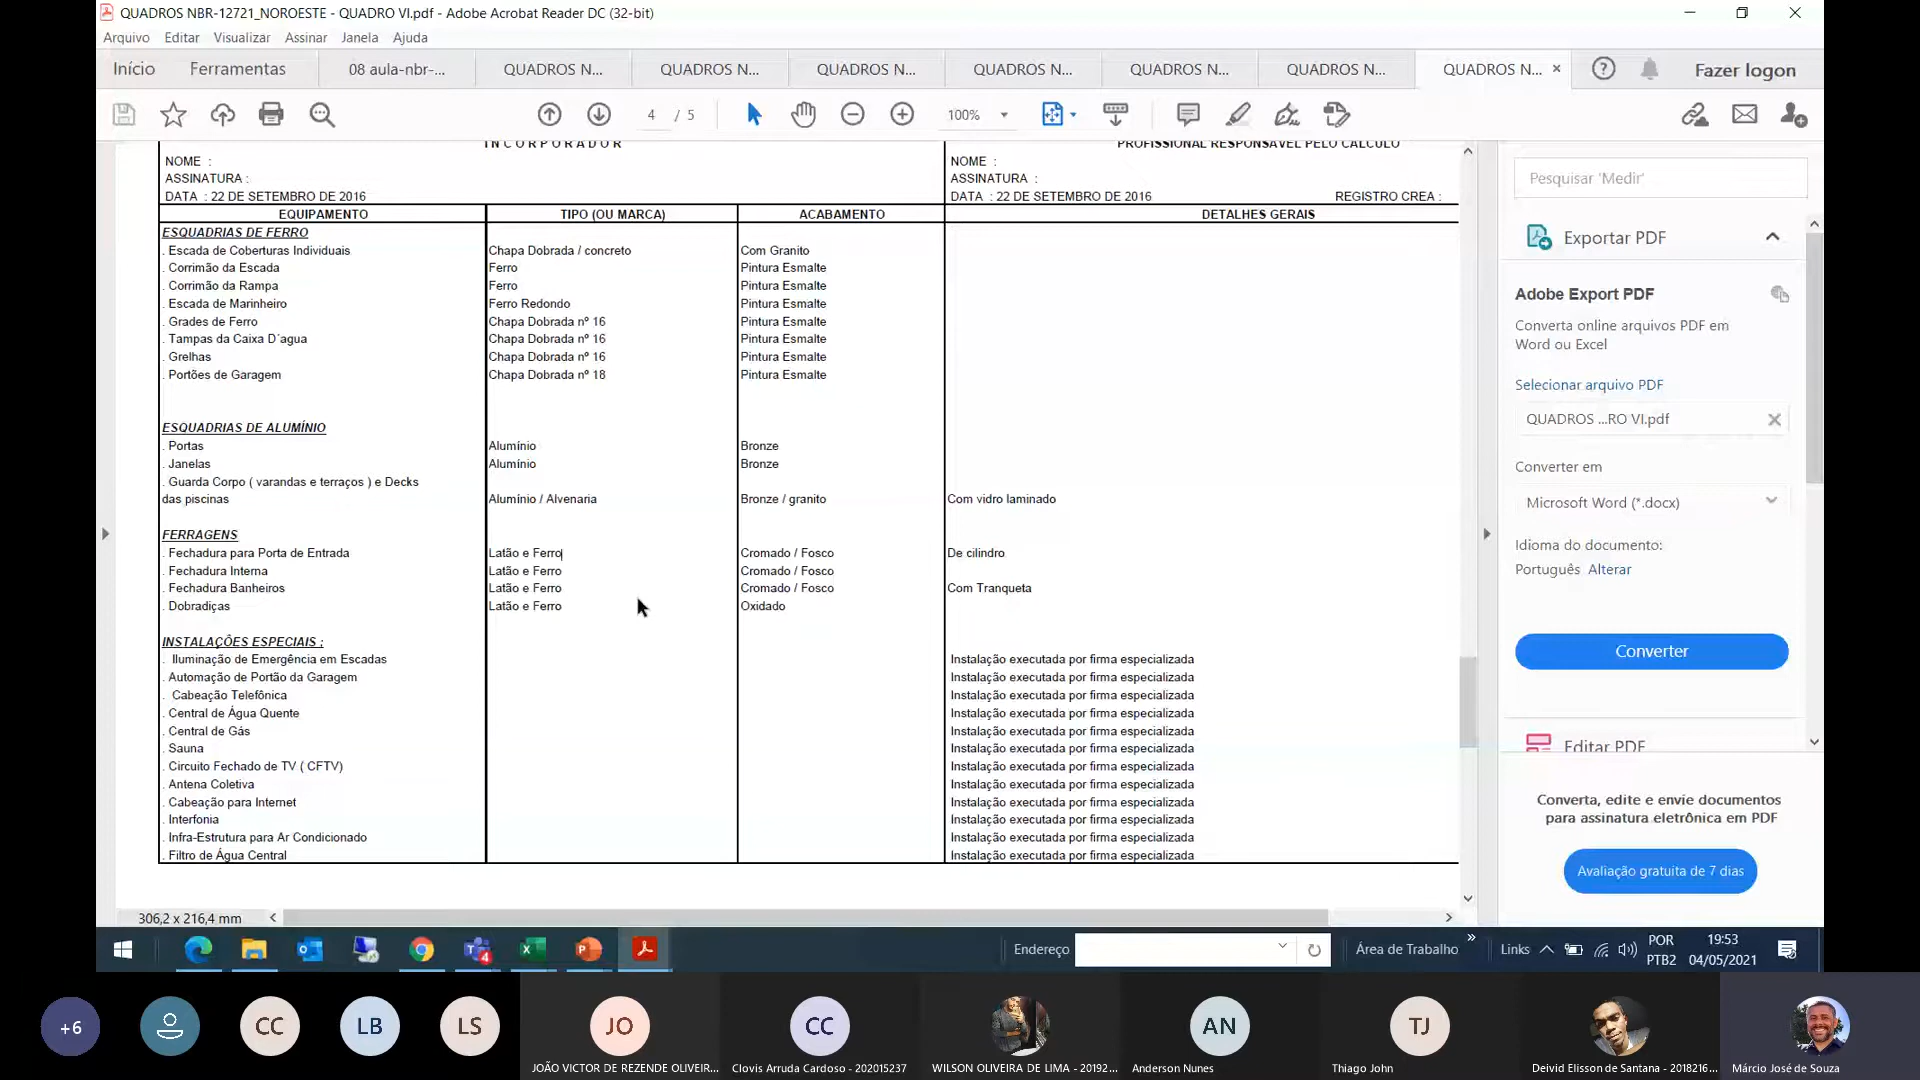 QUADROS NBR-12721_NOROESTE - QUADRO VI.pdf - Adobe Acrobat Reader DC (32-bit)
Arquivo Editar Visualizar Assinar Janela Ajuda
Início Ferramentas 08 aula-nbr-... QUADROS N... QUADROS N... QUADROS N... QUADROS N... QUADROS N... QUADROS N... QUADROS N... × Fazer logon
4 / 5 100%
INCORPORADOR PROFISSIONAL RESPONSÁVEL PELO CÁLCULO
NOME : NOME :
ASSINATURA : ASSINATURA :
DATA : 22 DE SETEMBRO DE 2016 DATA : 22 DE SETEMBRO DE 2016 REGISTRO CREA :
EQUIPAMENTO TIPO (OU MARCA) ACABAMENTO DETALHES GERAIS
ESQUADRIAS DE FERRO
. Escada de Coberturas Individuais Chapa Dobrada / concreto Com Granito
. Corrimão da Escada Ferro Pintura Esmalte
. Corrimão da Rampa Ferro Pintura Esmalte
. Escada de Marinheiro Ferro Redondo Pintura Esmalte
. Grades de Ferro Chapa Dobrada nº 16 Pintura Esmalte
. Tampas da Caixa D´agua Chapa Dobrada nº 16 Pintura Esmalte
. Grelhas Chapa Dobrada nº 16 Pintura Esmalte
. Portões de Garagem Chapa Dobrada nº 18 Pintura Esmalte
ESQUADRIAS DE ALUMÍNIO
. Portas Alumínio Bronze
. Janelas Alumínio Bronze
. Guarda Corpo ( varandas e terraços ) e Decks
das piscinas Alumínio / Alvenaria Bronze / granito Com vidro laminado
FERRAGENS
. Fechadura para Porta de Entrada Latão e Ferro Cromado / Fosco De cilindro
. Fechadura Interna Latão e Ferro Cromado / Fosco
. Fechadura Banheiros Latão e Ferro Cromado / Fosco Com Tranqueta
. Dobradiças Latão e Ferro Oxidado
INSTALAÇÕES ESPECIAIS :
. Iluminação de Emergência em Escadas Instalação executada por firma especializada
. Automação de Portão da Garagem Instalação executada por firma especializada
. Cabeação Telefônica Instalação executada por firma especializada
. Central de Água Quente Instalação executada por firma especializada
. Central de Gás Instalação executada por firma especializada
. Sauna Instalação executada por firma especializada
. Circuito Fechado de TV ( CFTV) Instalação executada por firma especializada
. Antena Coletiva Instalação executada por firma especializada
. Cabeação para Internet Instalação executada por firma especializada
. Interfonia Instalação executada por firma especializada
. Infra-Estrutura para Ar Condicionado Instalação executada por firma especializada
. Filtro de Água Central Instalação executada por firma especializada
306,2 x 216,4 mm
Pesquisar 'Medir'
Exportar PDF
Adobe Export PDF
Converta online arquivos PDF em
Word ou Excel
Selecionar arquivo PDF
QUADROS ...RO VI.pdf
Converter em
Microsoft Word (*.docx)
Idioma do documento:
Português Alterar
Converter
Editar PDF
Converta, edite e envie documentos
para assinatura eletrônica em PDF
Avaliação gratuita de 7 dias
4 Endereço Área de Trabalho » Links POR 19:53
PTB2 04/05/2021
+6 CC LB LS JO CC AN TJ
JOÃO VICTOR DE REZENDE OLIVEIR... Clovis Arruda Cardoso - 202015237 WILSON OLIVEIRA DE LIMA - 20192... Anderson Nunes Thiago John Deivid Elisson de Santana - 2018216... Márcio José de Souza